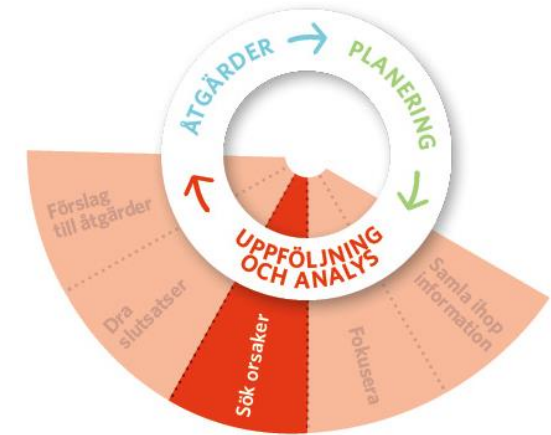 ÅTGÄRDER
PLANERING
UPPFÖLJNING
OCH ANALYS
Samla ihop
information
Fokusera
Sök orsaker
Dra
slutsatser
Förslag
till åtgärder